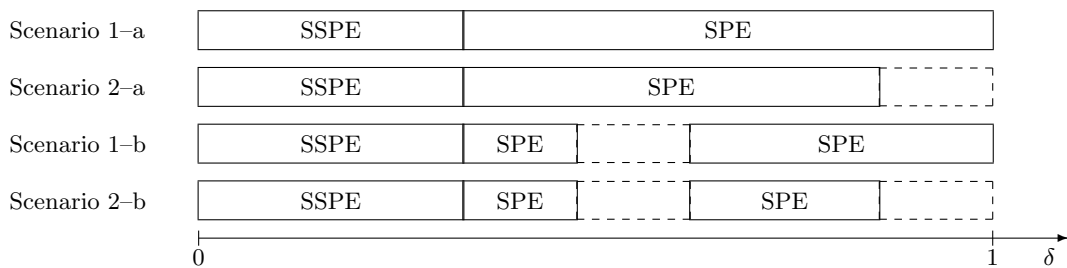 Scenario 1–a SSPE SPE
Scenario 2–a SSPE SPE
Scenario 1–b SSPE SPE SPE
Scenario 2–b SSPE SPE SPE
0 1 δ